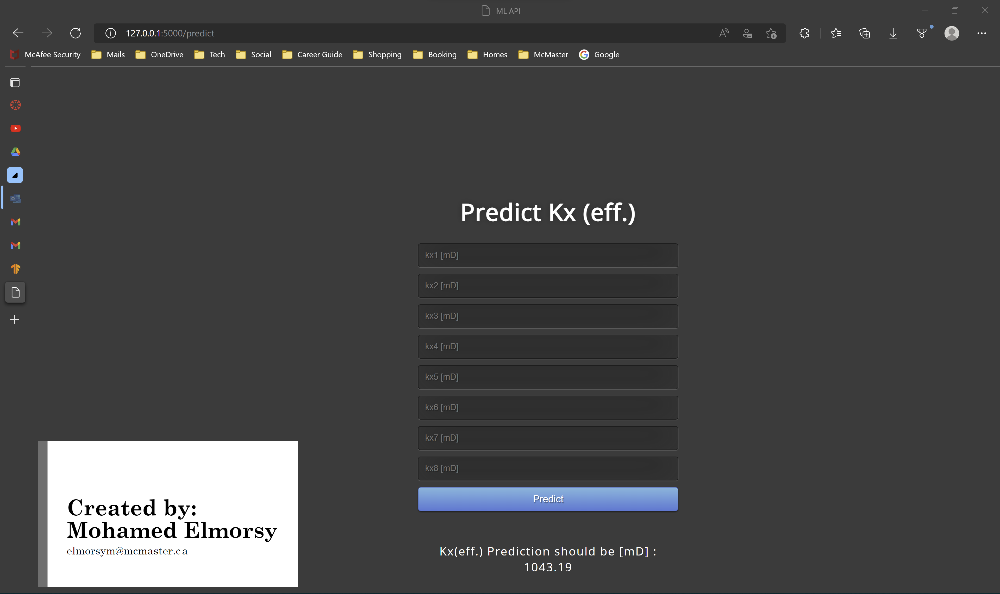 ML API
127.0.0.1:5000/predict
McAfee Security Mails OneDrive Tech Social Career Guide Shopping Booking Homes McMaster Google
Predict Kx (eff.)
kx1 [mD]
kx2 [mD]
kx3 [mD]
kx4 [mD]
kx5 [mD]
kx6 [mD]
kx7 [mD]
kx8 [mD]
Predict
Kx(eff.) Prediction should be [mD] :
1043.19
Created by:
Mohamed Elmorsy
elmorsym@mcmaster.ca